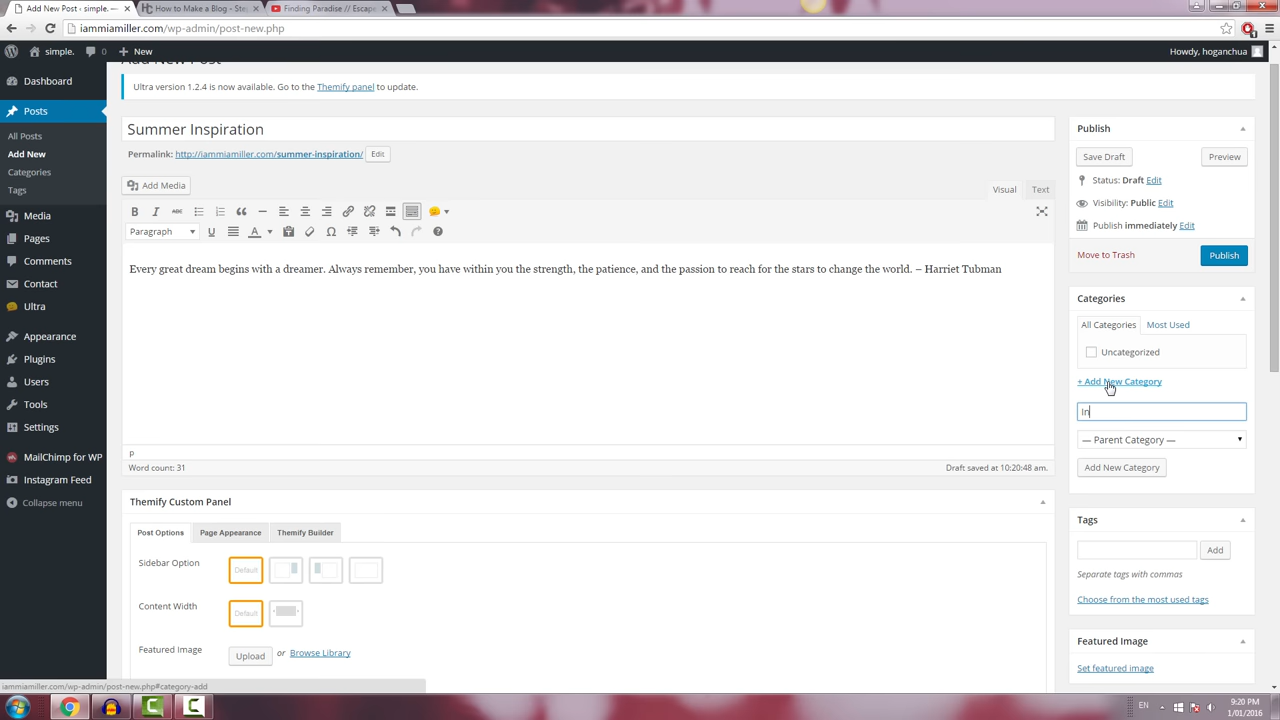 Add New Post ‹ simple. —
How to Make a Blog - Step
Finding Paradise // Escape
iammiamiller.com/wp-admin/post-new.php
simple.
0
New
Howdy, hoganchua
Dashboard
Posts
All Posts
Add New
Categories
Tags
Media
Pages
Comments
Contact
Ultra
Appearance
Plugins
Users
Tools
Settings
MailChimp for WP
Instagram Feed
Collapse menu
Add New Post
Ultra version 1.2.4 is now available. Go to the Themify panel to update.
Summer Inspiration
Permalink: http://iammiamiller.com/summer-inspiration/ Edit
Add Media
Visual Text
B I ABC
Paragraph U A Ω ?
Every great dream begins with a dreamer. Always remember, you have within you the strength, the patience, and the passion to reach for the stars to change the world. – Harriet Tubman
P
Word count: 31
Draft saved at 10:20:48 am.
Themify Custom Panel
Post Options Page Appearance Themify Builder
Sidebar Option
Default
Content Width
Default
Featured Image
Upload or Browse Library
Publish
Save Draft Preview
Status: Draft Edit
Visibility: Public Edit
Publish immediately Edit
Move to Trash Publish
Categories
All Categories Most Used
Uncategorized
+ Add New Category
In
— Parent Category —
Add New Category
Tags
Add
Separate tags with commas
Choose from the most used tags
Featured Image
Set featured image
iammiamiller.com/wp-admin/post-new.php#category-add
EN
9:20 PM
1/01/2016